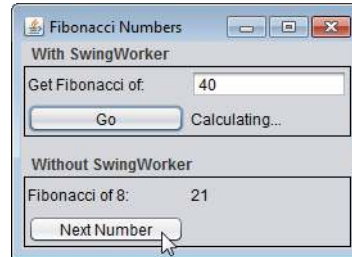 Fibonacci Numbers
With SwingWorker
Get Fibonacci of: 40
Go Calculating...
Without SwingWorker
Fibonacci of 8: 21
Next Number